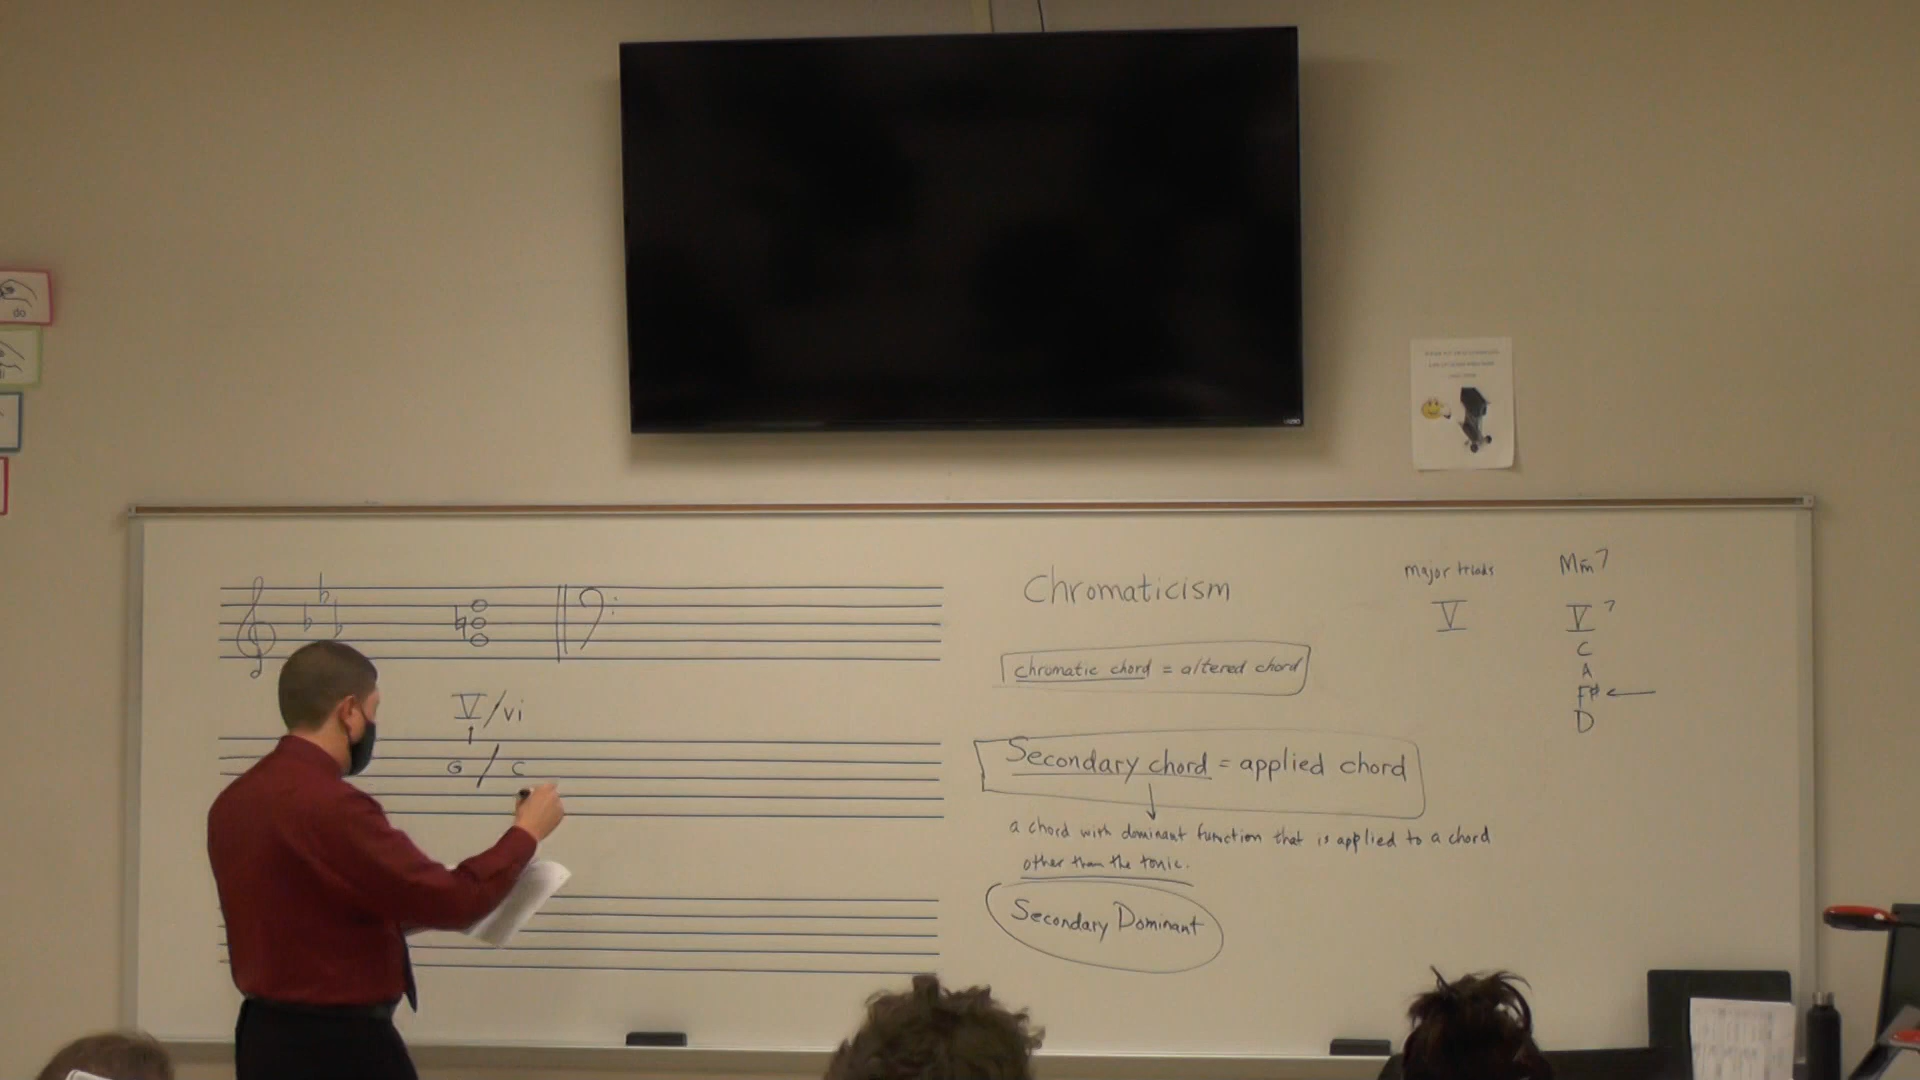 do
VIZIO
V/vi
G / C
Chromaticism
chromatic chord = altered chord
Secondary chord = applied chord
a chord with dominant function that is applied to a chord
other than the tonic.
Secondary Dominant
Major triads
V
Mm7
V7
C
A
F#
D